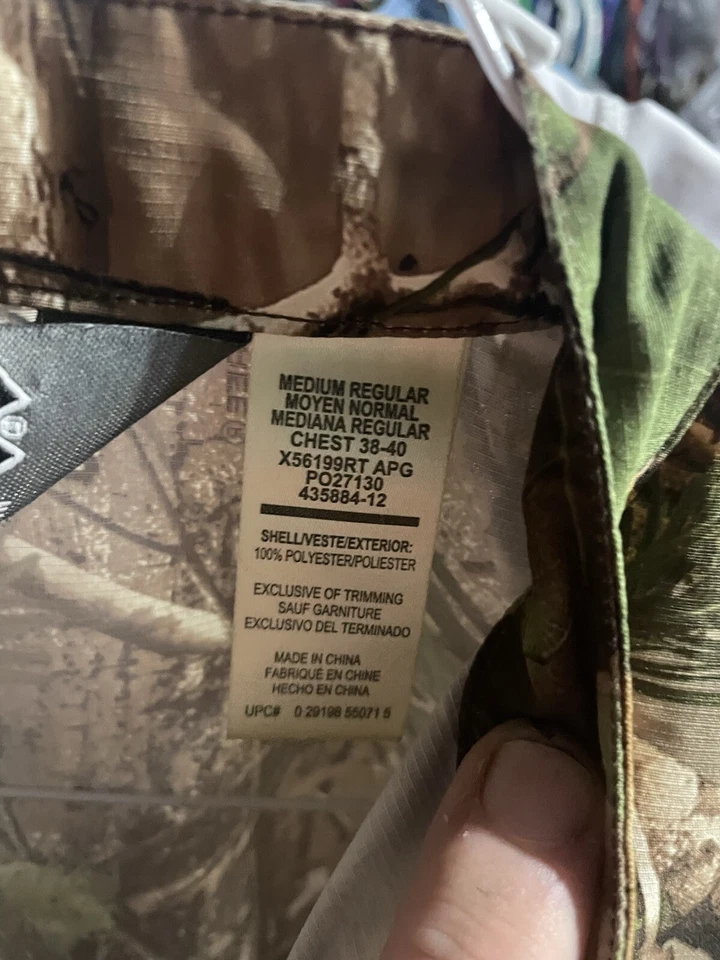 MEDIUM REGULAR
MOYEN NORMAL
MEDIANA REGULAR
CHEST 38-40
X56199RT APG
PO27130
435884-12
SHELL/VESTE/EXTERIOR:
100% POLYESTER/POLIESTER
EXCLUSIVE OF TRIMMING
SAUF GARNITURE
EXCLUSIVO DEL TERMINADO
MADE IN CHINA
FABRIQUÉ EN CHINE
HECHO EN CHINA
UPC# 0 29198 55071 5